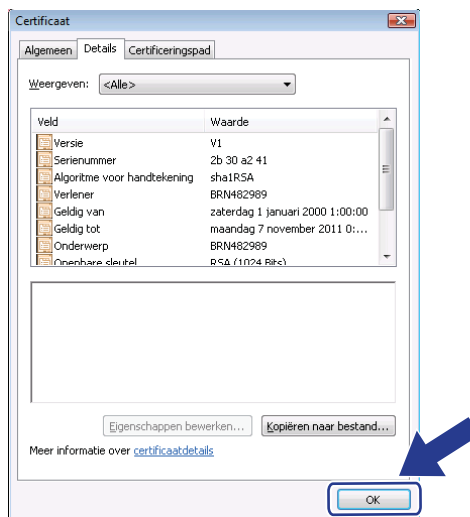 Certificaat
Algemeen Details Certificeringspad
Weergeven: <Alle>
Veld Waarde
Versie V1
Serienummer 2b 30 a2 41
Algoritme voor handtekening sha1RSA
Verlener BRN482989
Geldig van zaterdag 1 januari 2000 1:00:00
Geldig tot maandag 7 november 2011 0:...
Onderwerp BRN482989
Openbare sleutel RSA (1024 Bits)
Eigenschappen bewerken... Kopiëren naar bestand...
Meer informatie over certificaatdetails
OK